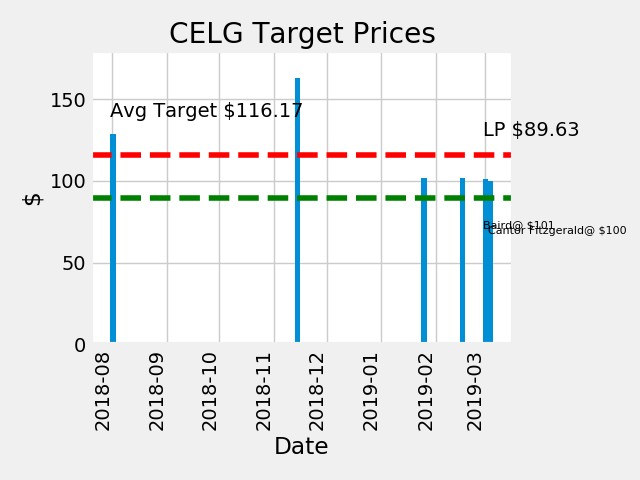 CELG Target Prices
150
Avg Target $116.17
LP $89.63
100
$
Baird@ $101
Cantor Fitzgerald@ $100
50
0
2018-08
2018-09
2018-10
2018-11
2018-12
2019-01
2019-02
2019-03
Date